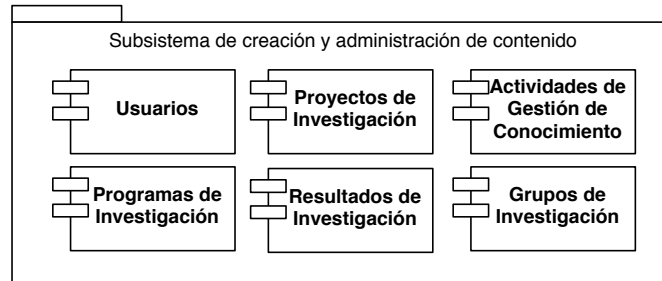 Subsistema de creación y administración de contenido
Usuarios
Proyectos de
Investigación
Actividades de
Gestión de
Conocimiento
Programas de
Investigación
Resultados de
Investigación
Grupos de
Investigación